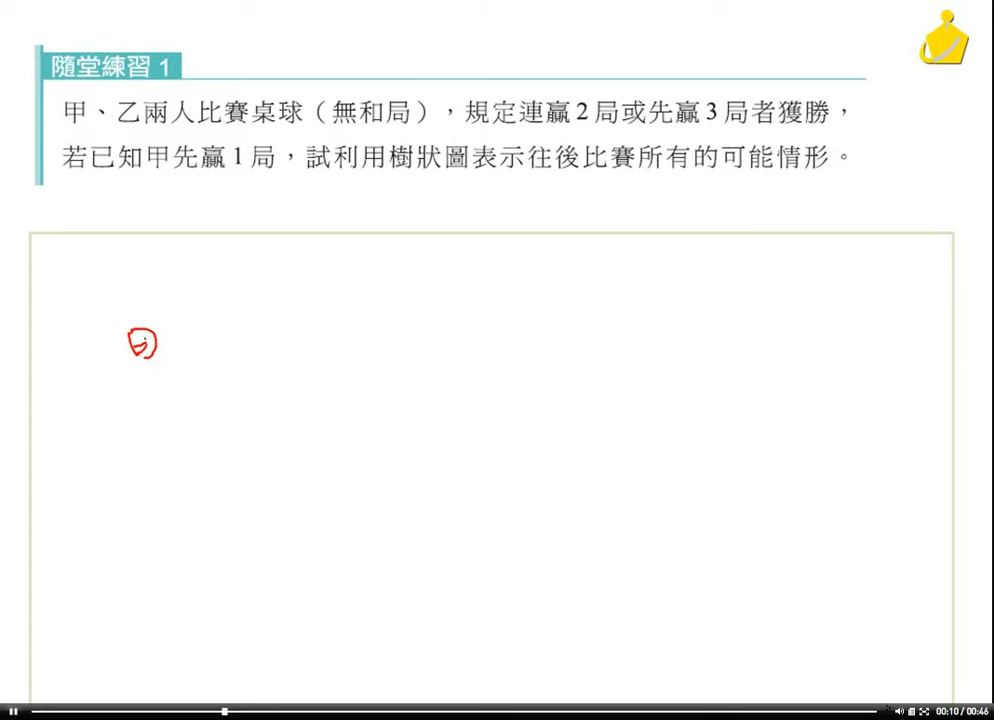 隨堂練習 1
甲、乙兩人比賽桌球（無和局），規定連贏 2 局或先贏 3 局者獲勝，
若已知甲先贏 1 局，試利用樹狀圖表示往後比賽所有的可能情形。
00:10 / 00:46